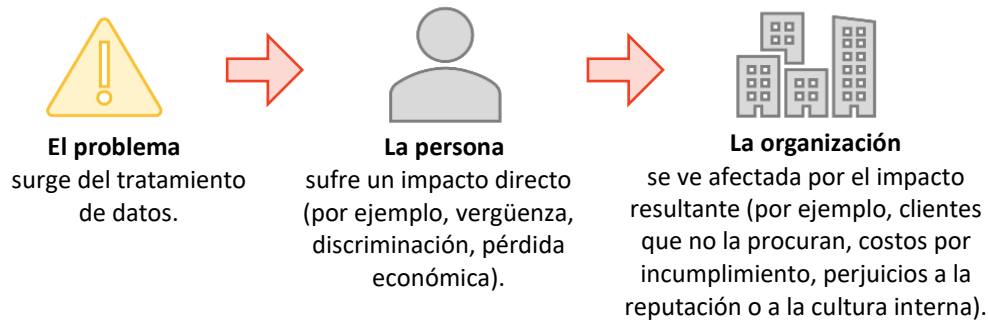 El problema
surge del tratamiento
de datos.
La persona
sufre un impacto directo
(por ejemplo, vergüenza,
discriminación, pérdida
económica).
La organización
se ve afectada por el impacto
resultante (por ejemplo, clientes
que no la procuran, costos por
incumplimiento, perjuicios a la
reputación o a la cultura interna).